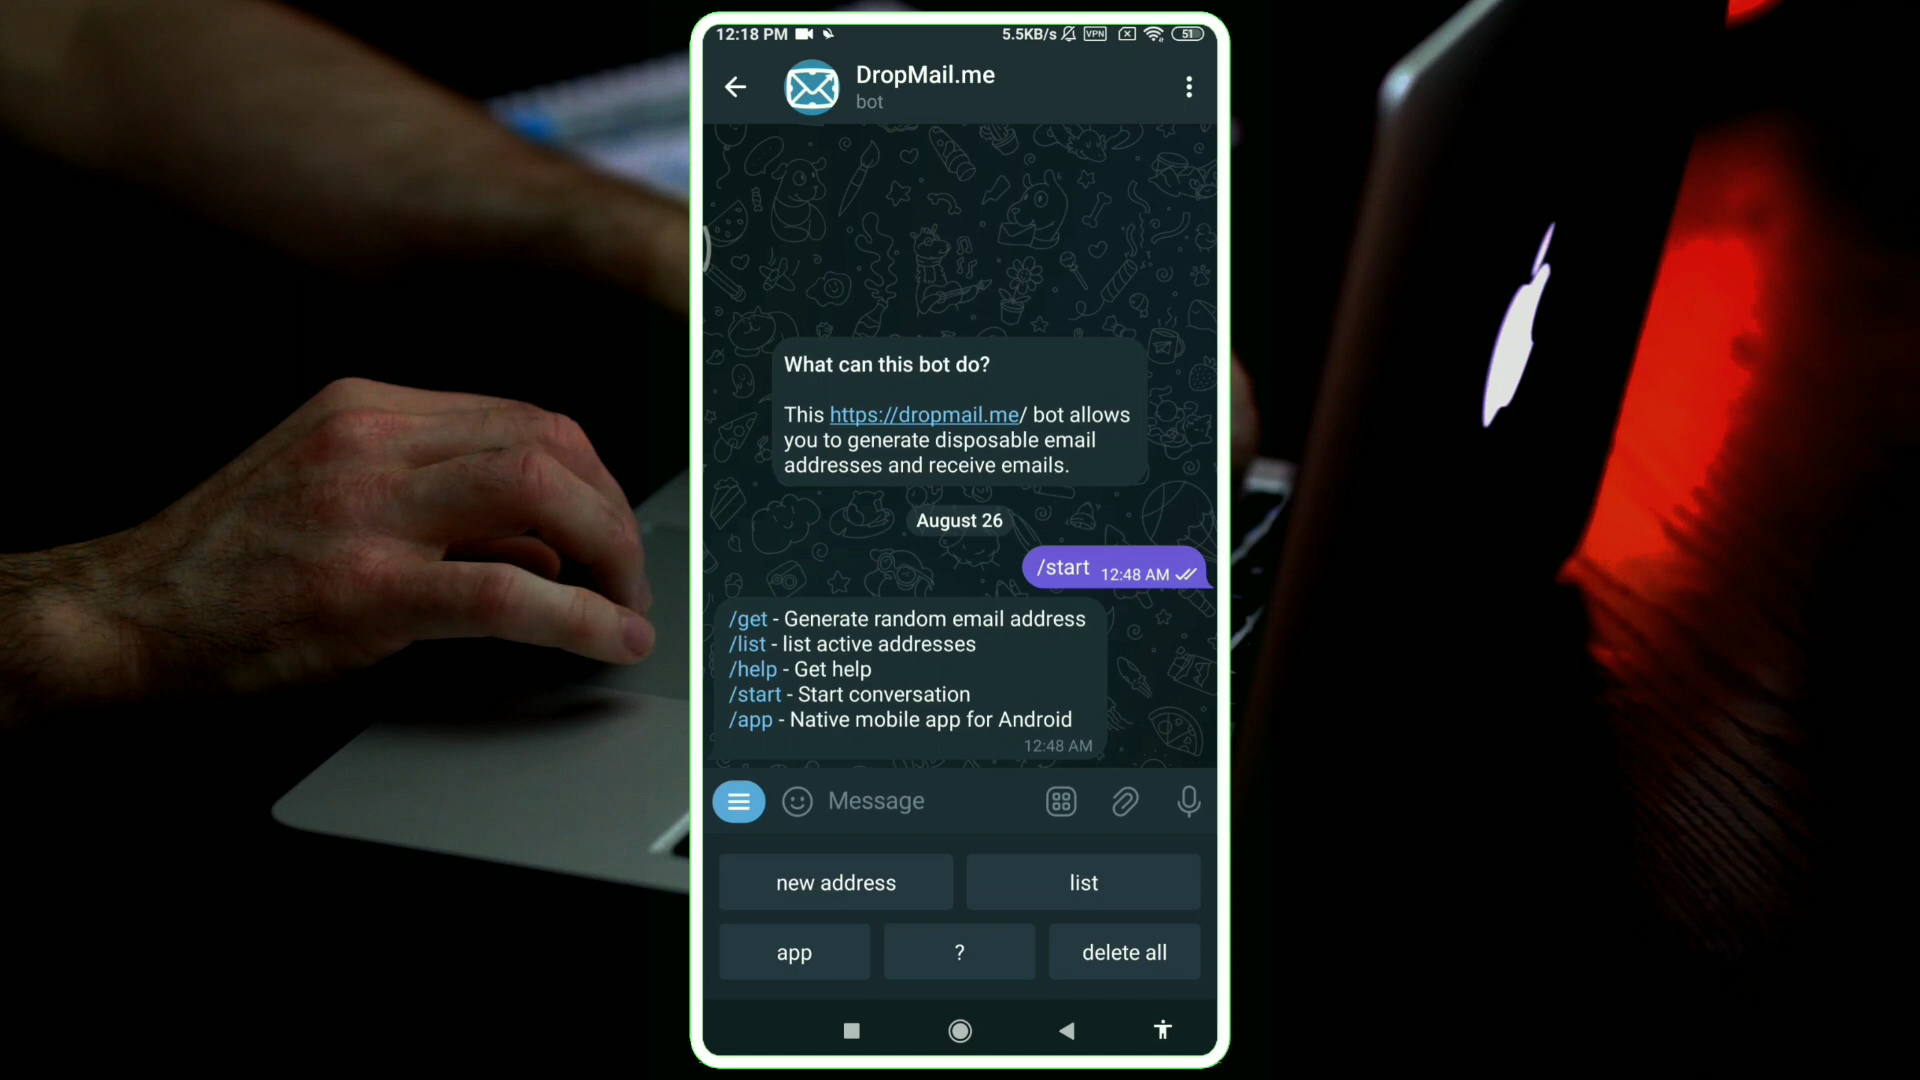 12:18 PM
5.5KB/s VPN 51
DropMail.me
bot
What can this bot do?
This https://dropmail.me/ bot allows
you to generate disposable email
addresses and receive emails.
August 26
/start 12:48 AM
/get - Generate random email address
/list - list active addresses
/help - Get help
/start - Start conversation
/app - Native mobile app for Android
12:48 AM
Message
new address list
app ? delete all